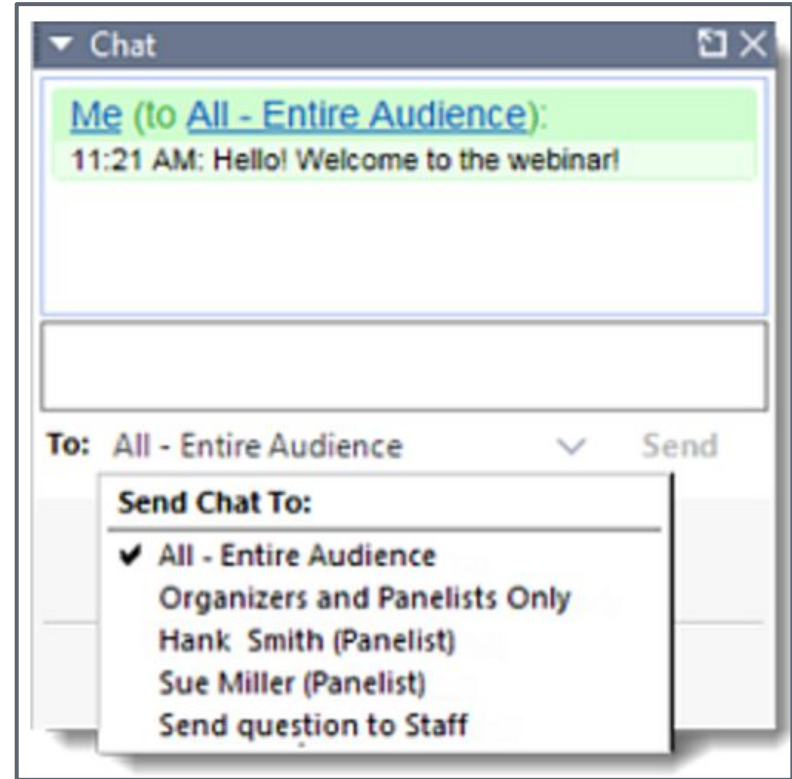 Chat
Me (to All - Entire Audience):
11:21 AM: Hello! Welcome to the webinar!
To: All - Entire Audience Send
Send Chat To:
All - Entire Audience
Organizers and Panelists Only
Hank Smith (Panelist)
Sue Miller (Panelist)
Send question to Staff